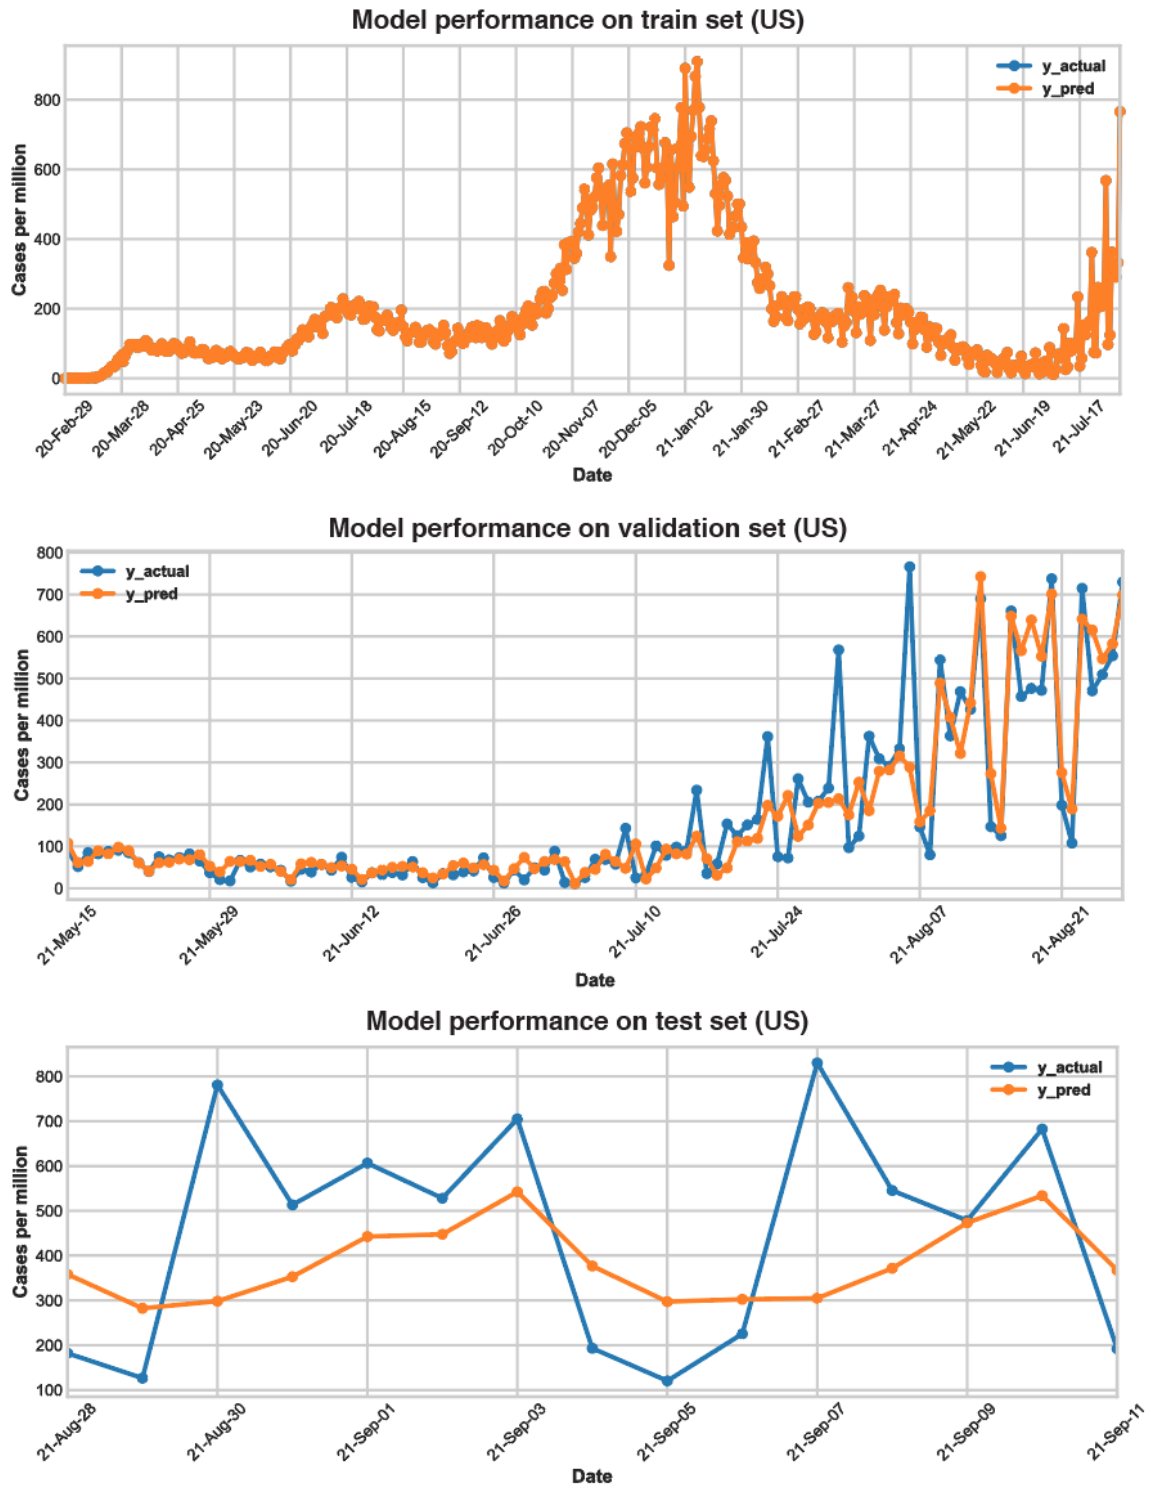 Model performance on train set (US)
y_actual
y_pred
Cases per million
800
600
400
200
0
20-Feb-29
20-Mar-28
20-Apr-25
20-May-23
20-Jun-20
20-Jul-18
20-Aug-15
20-Sep-12
20-Oct-10
20-Nov-07
20-Dec-05
21-Jan-02
21-Jan-30
21-Feb-27
21-Mar-27
21-Apr-24
21-May-22
21-Jun-19
21-Jul-17
Date
Model performance on validation set (US)
y_actual
y_pred
Cases per million
800
700
600
500
400
300
200
100
0
21-May-15
21-May-29
21-Jun-12
21-Jun-26
21-Jul-10
21-Jul-24
21-Aug-07
21-Aug-21
Date
Model performance on test set (US)
y_actual
y_pred
Cases per million
800
700
600
500
400
300
200
100
21-Aug-28
21-Aug-30
21-Sep-01
21-Sep-03
21-Sep-05
21-Sep-07
21-Sep-09
21-Sep-11
Date